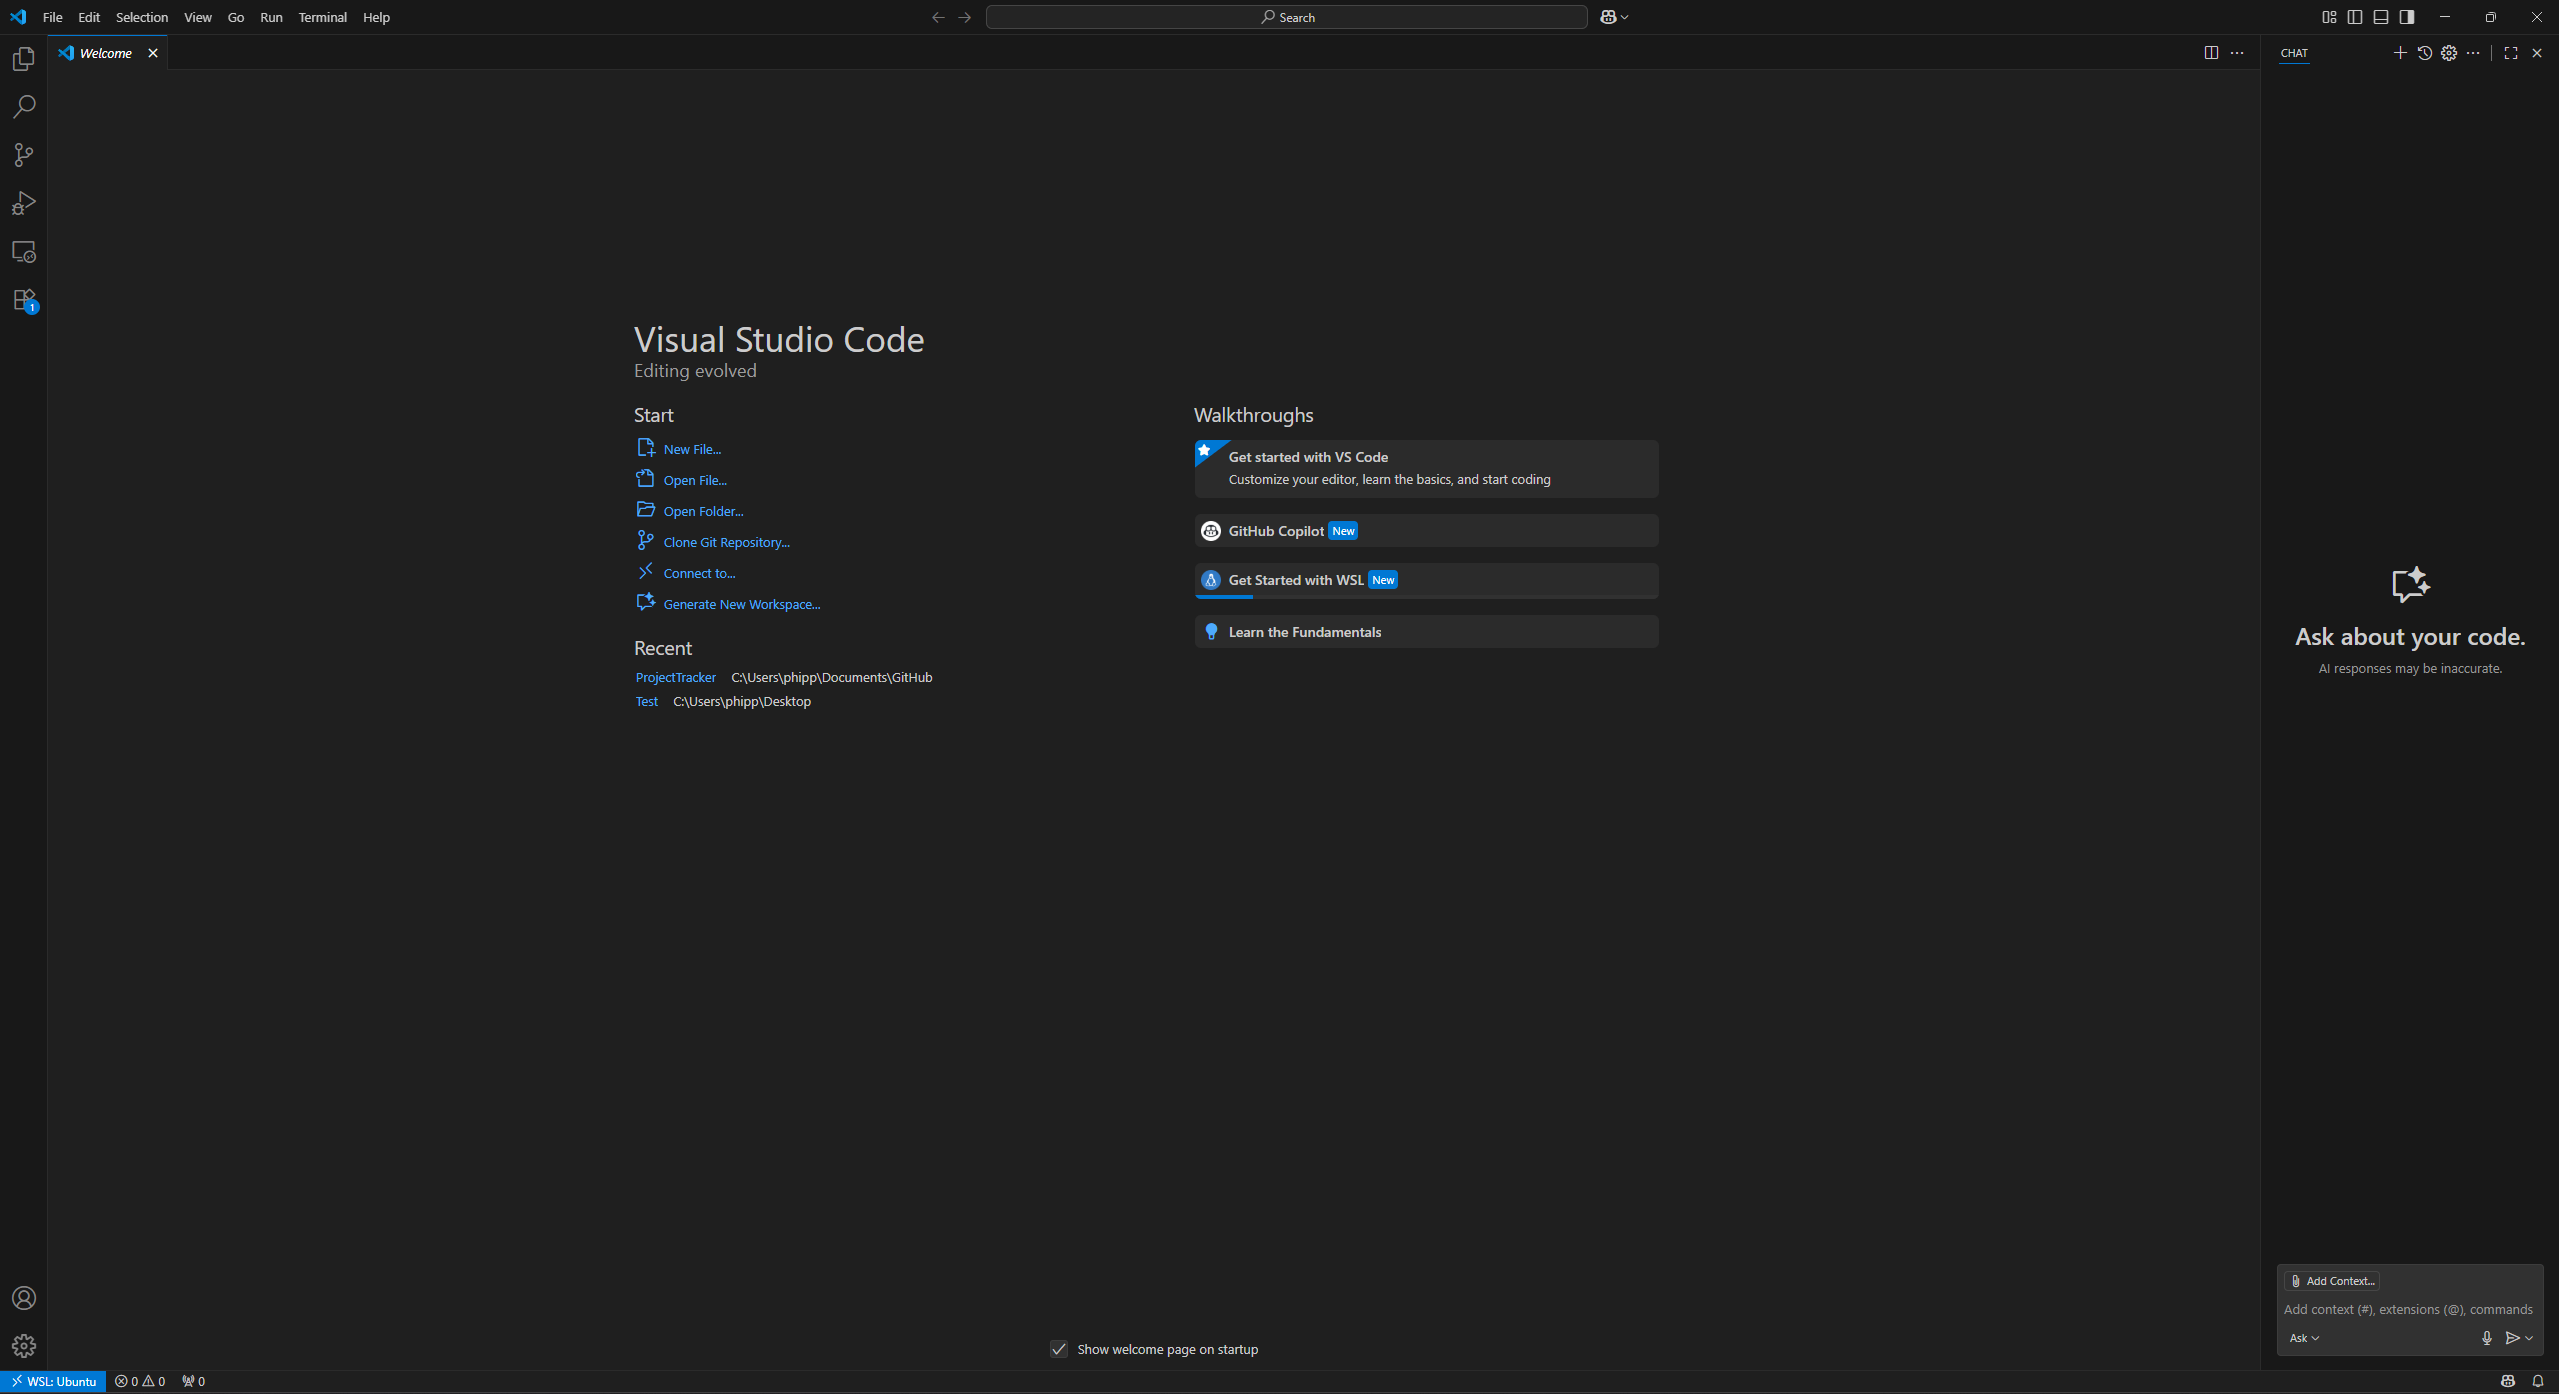 File Edit Selection View Go Run Terminal Help
Search
Welcome
CHAT
Visual Studio Code
Editing evolved
Start
New File...
Open File...
Open Folder...
Clone Git Repository...
Connect to...
Generate New Workspace...
Recent
ProjectTracker C:\Users\phipp\Documents\GitHub
Test C:\Users\phipp\Desktop
Walkthroughs
Get started with VS Code
Customize your editor, learn the basics, and start coding
GitHub Copilot New
Get Started with WSL New
Learn the Fundamentals
Show welcome page on startup
Ask about your code.
AI responses may be inaccurate.
Add Context...
Add context (#), extensions (@), commands
Ask
1
WSL: Ubuntu 0 0 0